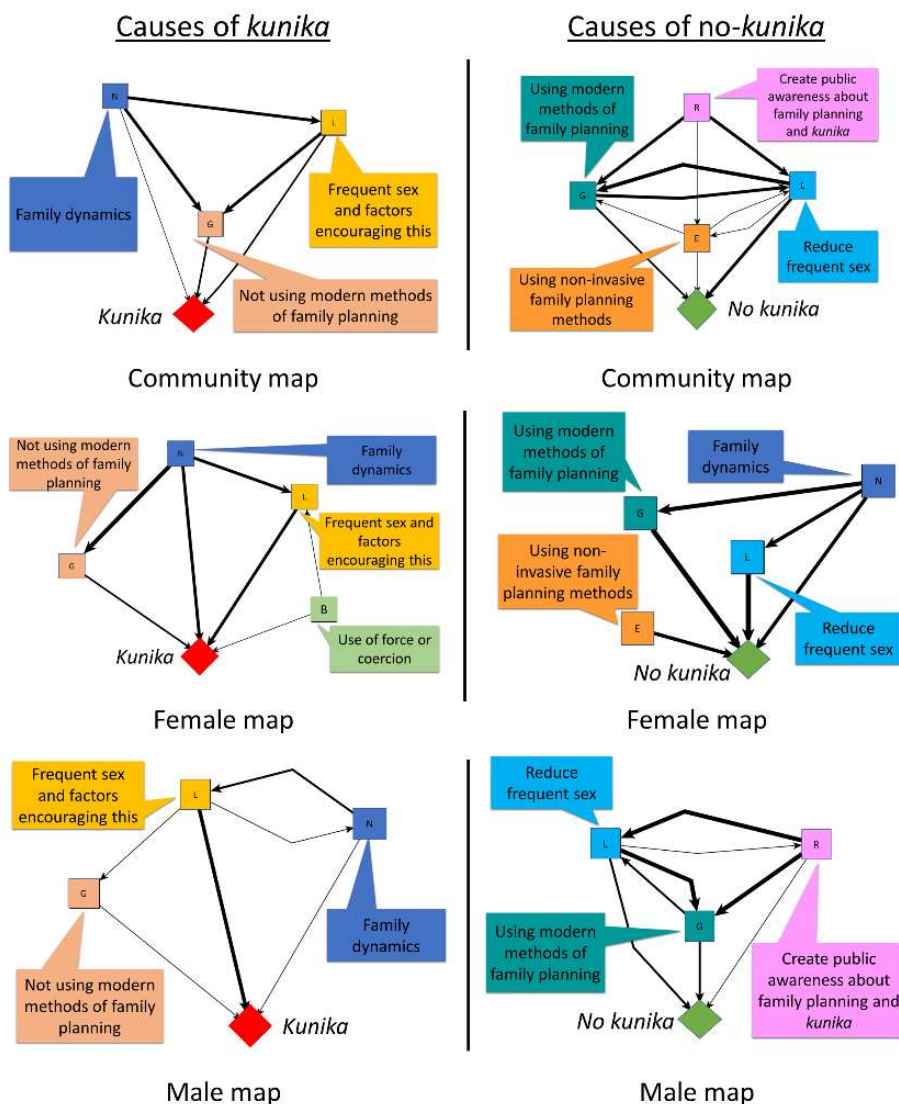 Causes of kunika
Causes of no-kunika
N
L
Family dynamics
Frequent sex
and factors
encouraging this
G
Not using modern methods
of family planning
Kunika
Community map
Using modern
methods of
family planning
R
Create public
awareness about
family planning
and kunika
G
L
E
Reduce
frequent sex
Using non-invasive
family planning
methods
No kunika
Community map
Not using modern
methods of family
planning
N
Family
dynamics
L
Frequent sex and
factors
encouraging this
G
B
Use of force or
coercion
Kunika
Female map
Using modern
methods of
family planning
Family
dynamics
N
G
Using non-
invasive family
planning methods
L
E
Reduce
frequent sex
No kunika
Female map
Frequent sex
and factors
encouraging this
L
N
G
Family
dynamics
Not using modern
methods of family
planning
Kunika
Male map
Reduce
frequent sex
L
R
G
Using modern
methods of
family planning
Create public
awareness about
family planning and
kunika
No kunika
Male map